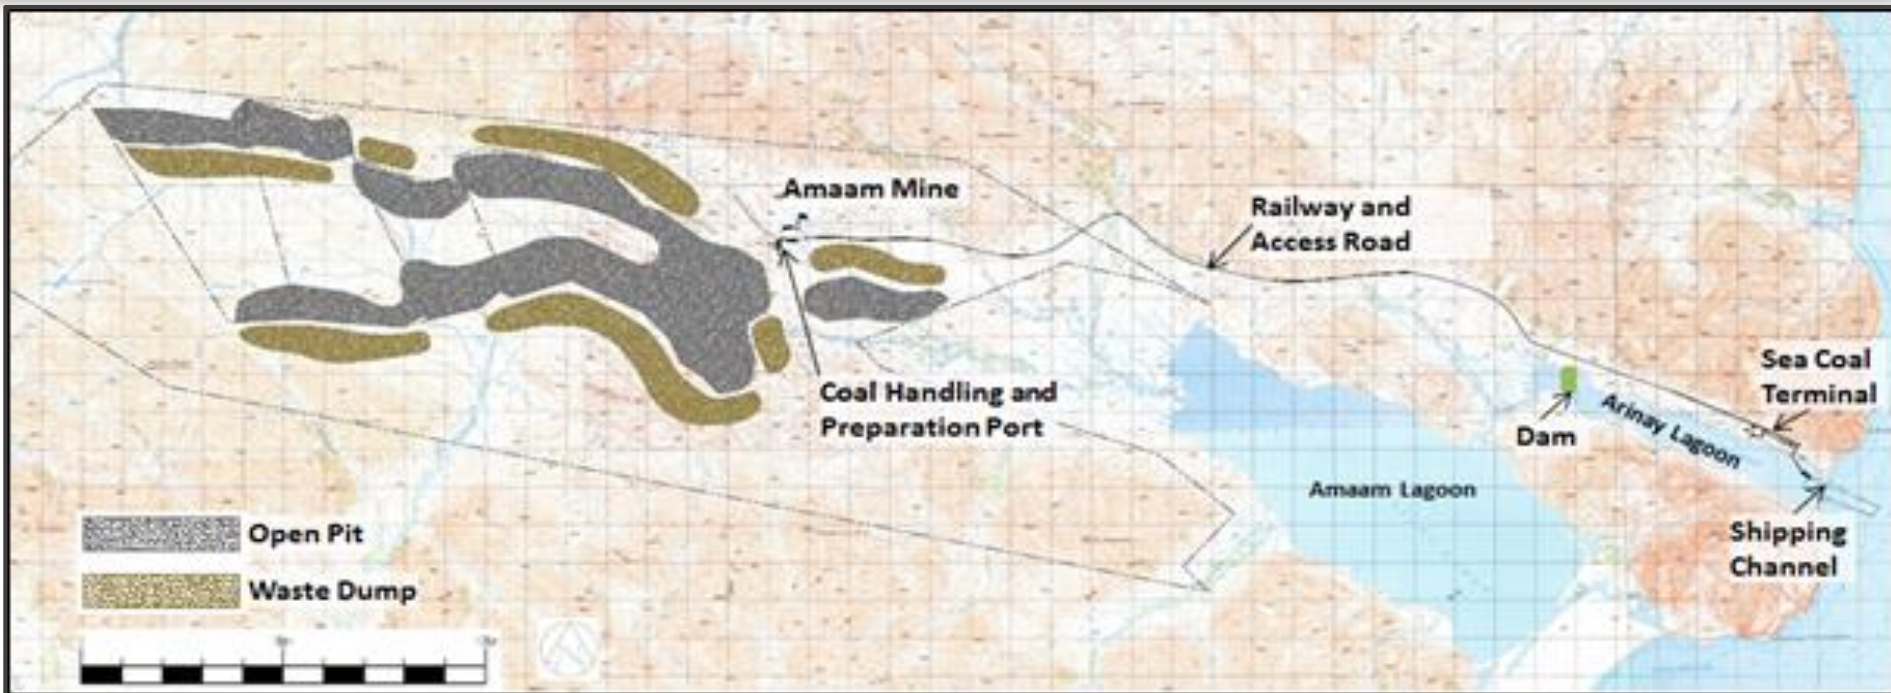 Amaam Mine
Railway and
Access Road
Coal Handling and
Preparation Port
Sea Coal
Terminal
Dam
Arinay Lagoon
Amaam Lagoon
Shipping
Channel
Open Pit
Waste Dump